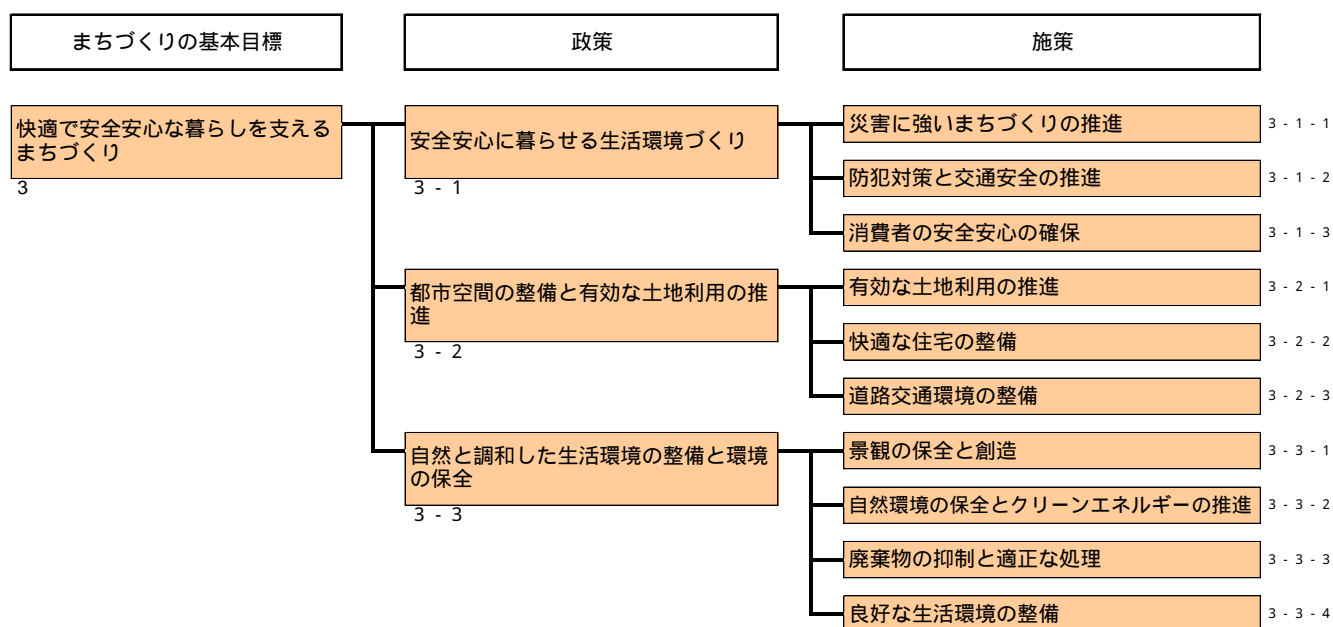 まちづくりの基本目標
政策
施策
快適で安全安心な暮らしを支える
まちづくり
3
安全安心に暮らせる生活環境づくり
3 - 1
災害に強いまちづくりの推進
3 - 1 - 1
防犯対策と交通安全の推進
3 - 1 - 2
消費者の安全安心の確保
3 - 1 - 3
都市空間の整備と有効な土地利用の推
進
3 - 2
有効な土地利用の推進
3 - 2 - 1
快適な住宅の整備
3 - 2 - 2
道路交通環境の整備
3 - 2 - 3
自然と調和した生活環境の整備と環境
の保全
3 - 3
景観の保全と創造
3 - 3 - 1
自然環境の保全とクリーンエネルギーの推進
3 - 3 - 2
廃棄物の抑制と適正な処理
3 - 3 - 3
良好な生活環境の整備
3 - 3 - 4